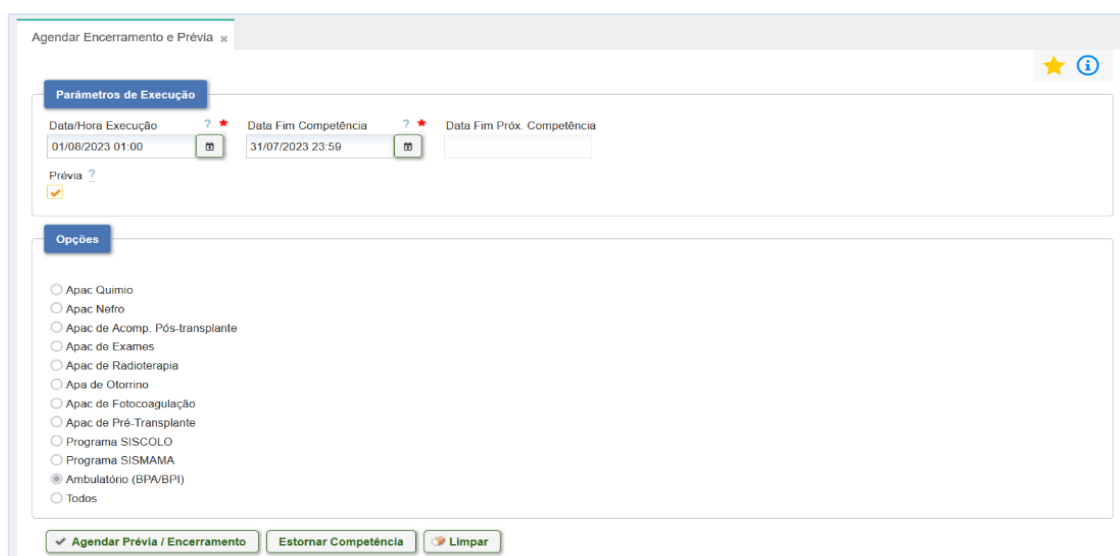 Agendar Encerramento e Prévia
Parâmetros de Execução
Data/Hora Execução ? * Data Fim Competência ? * Data Fim Próx. Competência
01/08/2023 01:00 31/07/2023 23:59
Prévia ?
Opções
Apac Quimio
Apac Nefro
Apac de Acomp. Pós-transplante
Apac de Exames
Apac de Radioterapia
Apa de Otorrino
Apac de Fotocoagulação
Apac de Pré-Transplante
Programa SISCOLO
Programa SISMAMA
Ambulatório (BPA/BPI)
Todos
Agendar Prévia / Encerramento Estornar Competência Limpar